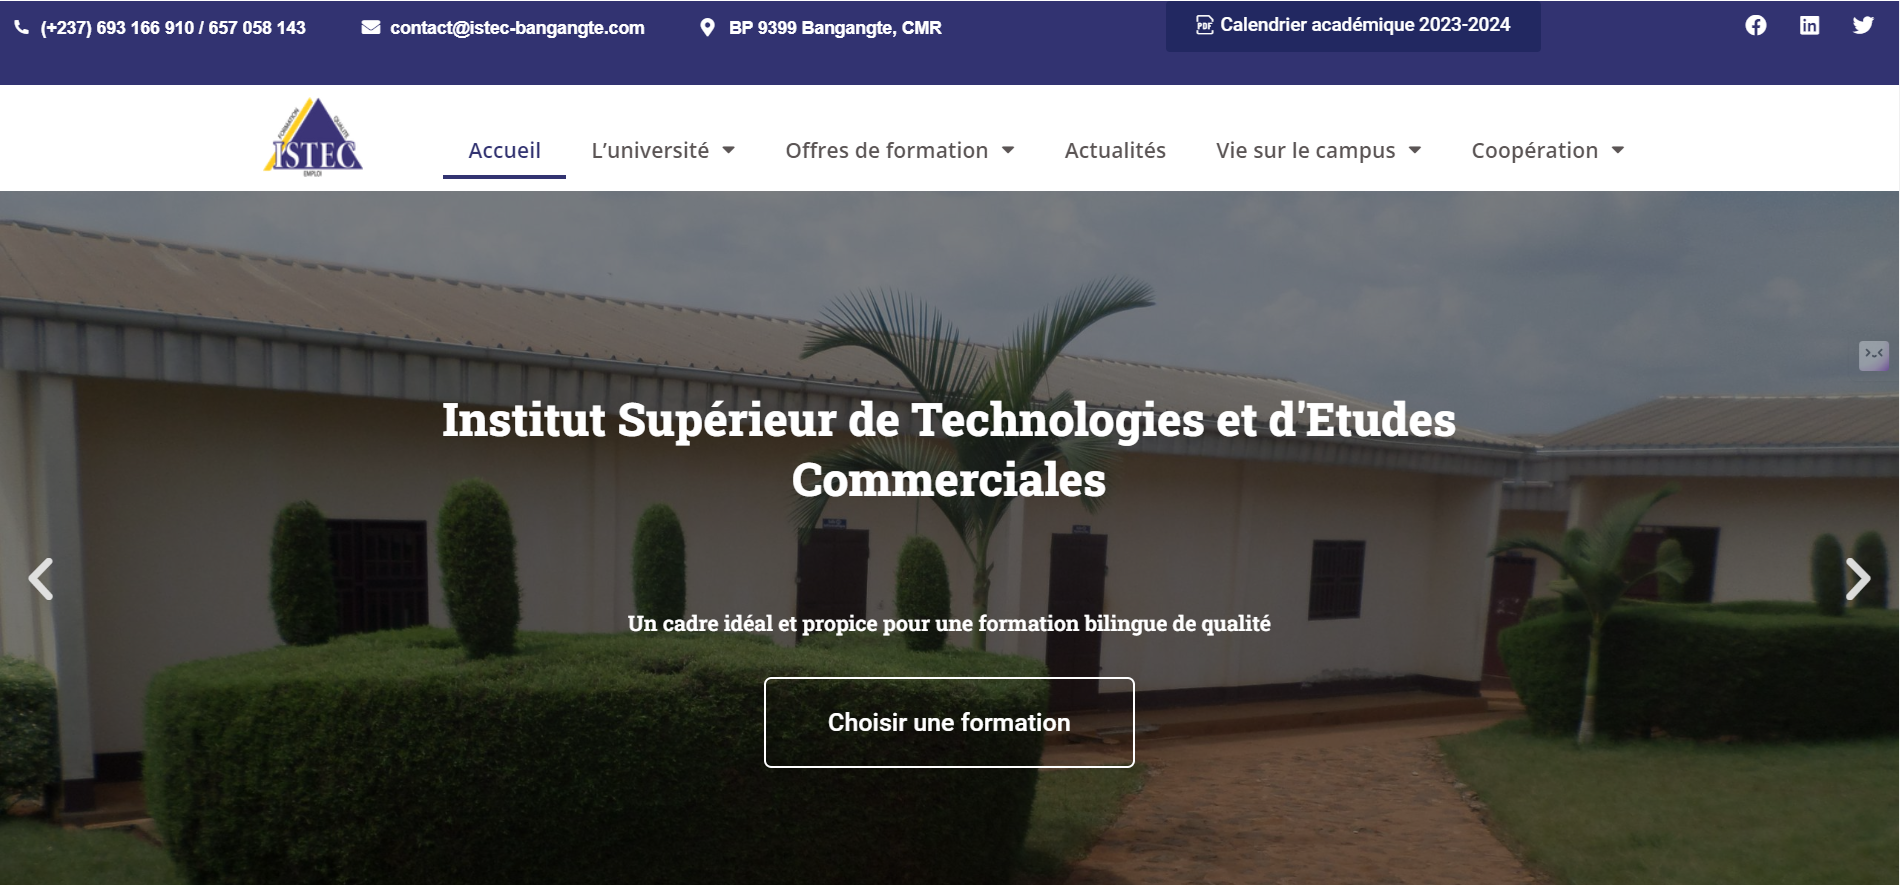 (+237) 693 166 910 / 657 058 143
contact@istec-bangangte.com
BP 9399 Bangangte, CMR
PDF Calendrier académique 2023-2024
FORMATION
QUALITE
ISTEC
EMPLOI
Accueil
L’université
Offres de formation
Actualités
Vie sur le campus
Coopération
Institut Supérieur de Technologies et d'Etudes
Commerciales
Un cadre idéal et propice pour une formation bilingue de qualité
Choisir une formation